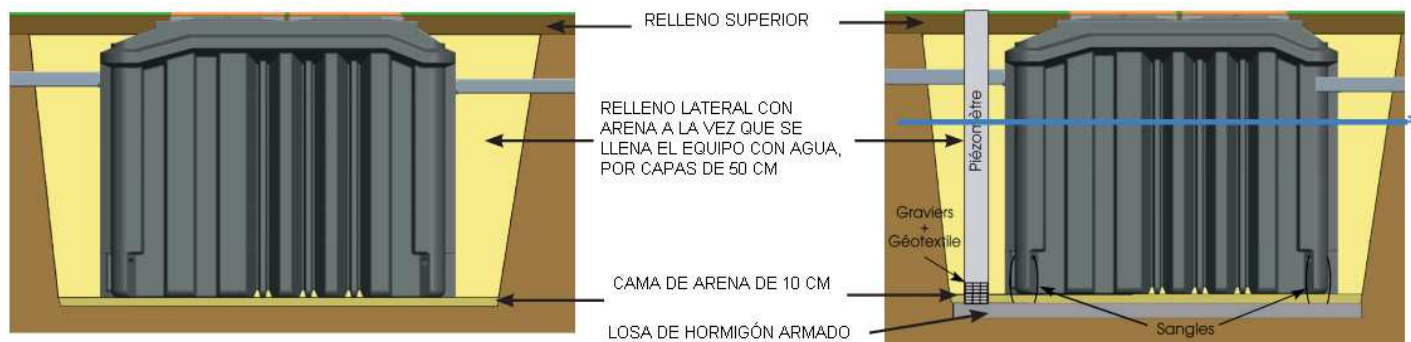 RELLENO SUPERIOR
RELLENO LATERAL CON
ARENA A LA VEZ QUE SE
LLENA EL EQUIPO CON AGUA,
POR CAPAS DE 50 CM
Piézomètre
Graviers
+
Géotextile
CAMA DE ARENA DE 10 CM
LOSA DE HORMIGÓN ARMADO
Sangles